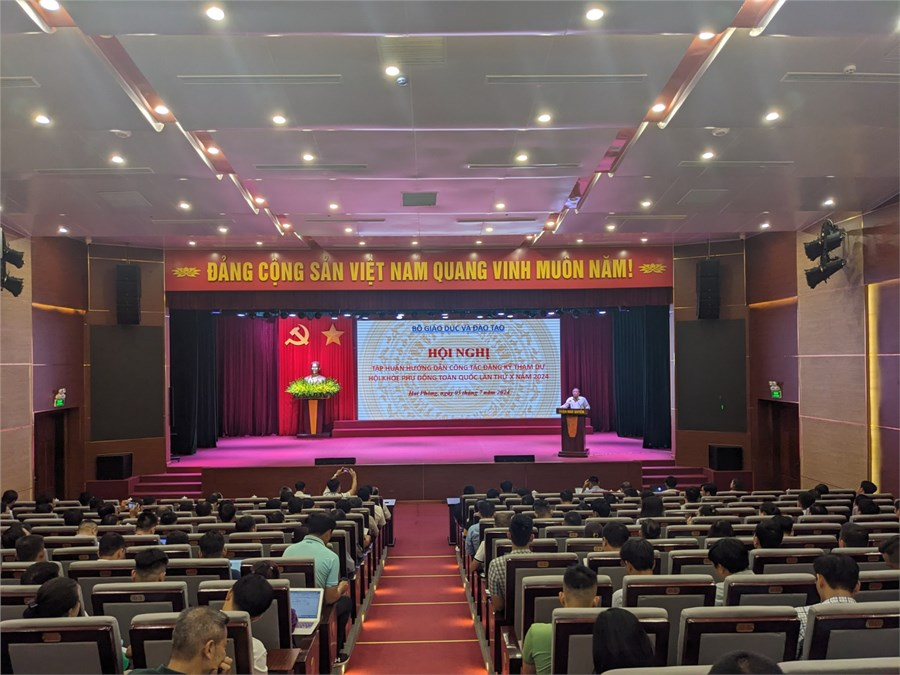 ĐẢNG CỘNG SẢN VIỆT NAM QUANG VINH MUÔN NĂM!
BỘ GIÁO DỤC VÀ ĐÀO TẠO
HỘI NGHỊ
TẬP HUẤN HƯỚNG DẪN CÔNG TÁC ĐĂNG KÝ THAM DỰ
HỘI KHỎE PHÙ ĐỔNG TOÀN QUỐC LẦN THỨ X NĂM 2024
Hải Phòng, ngày 03 tháng 7 năm 2024